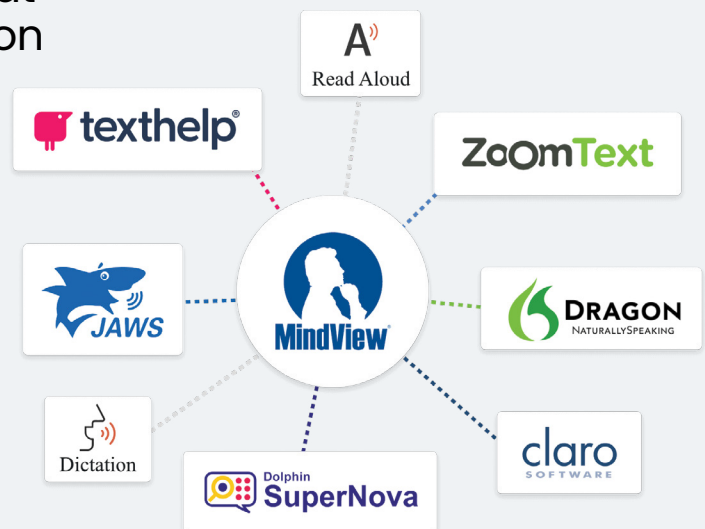 on
A
Read Aloud
texthelp®
ZoomText
JAWS
MindView
DRAGON
NATURALLYSPEAKING
Dictation
claro
SOFTWARE
Dolphin
SuperNova